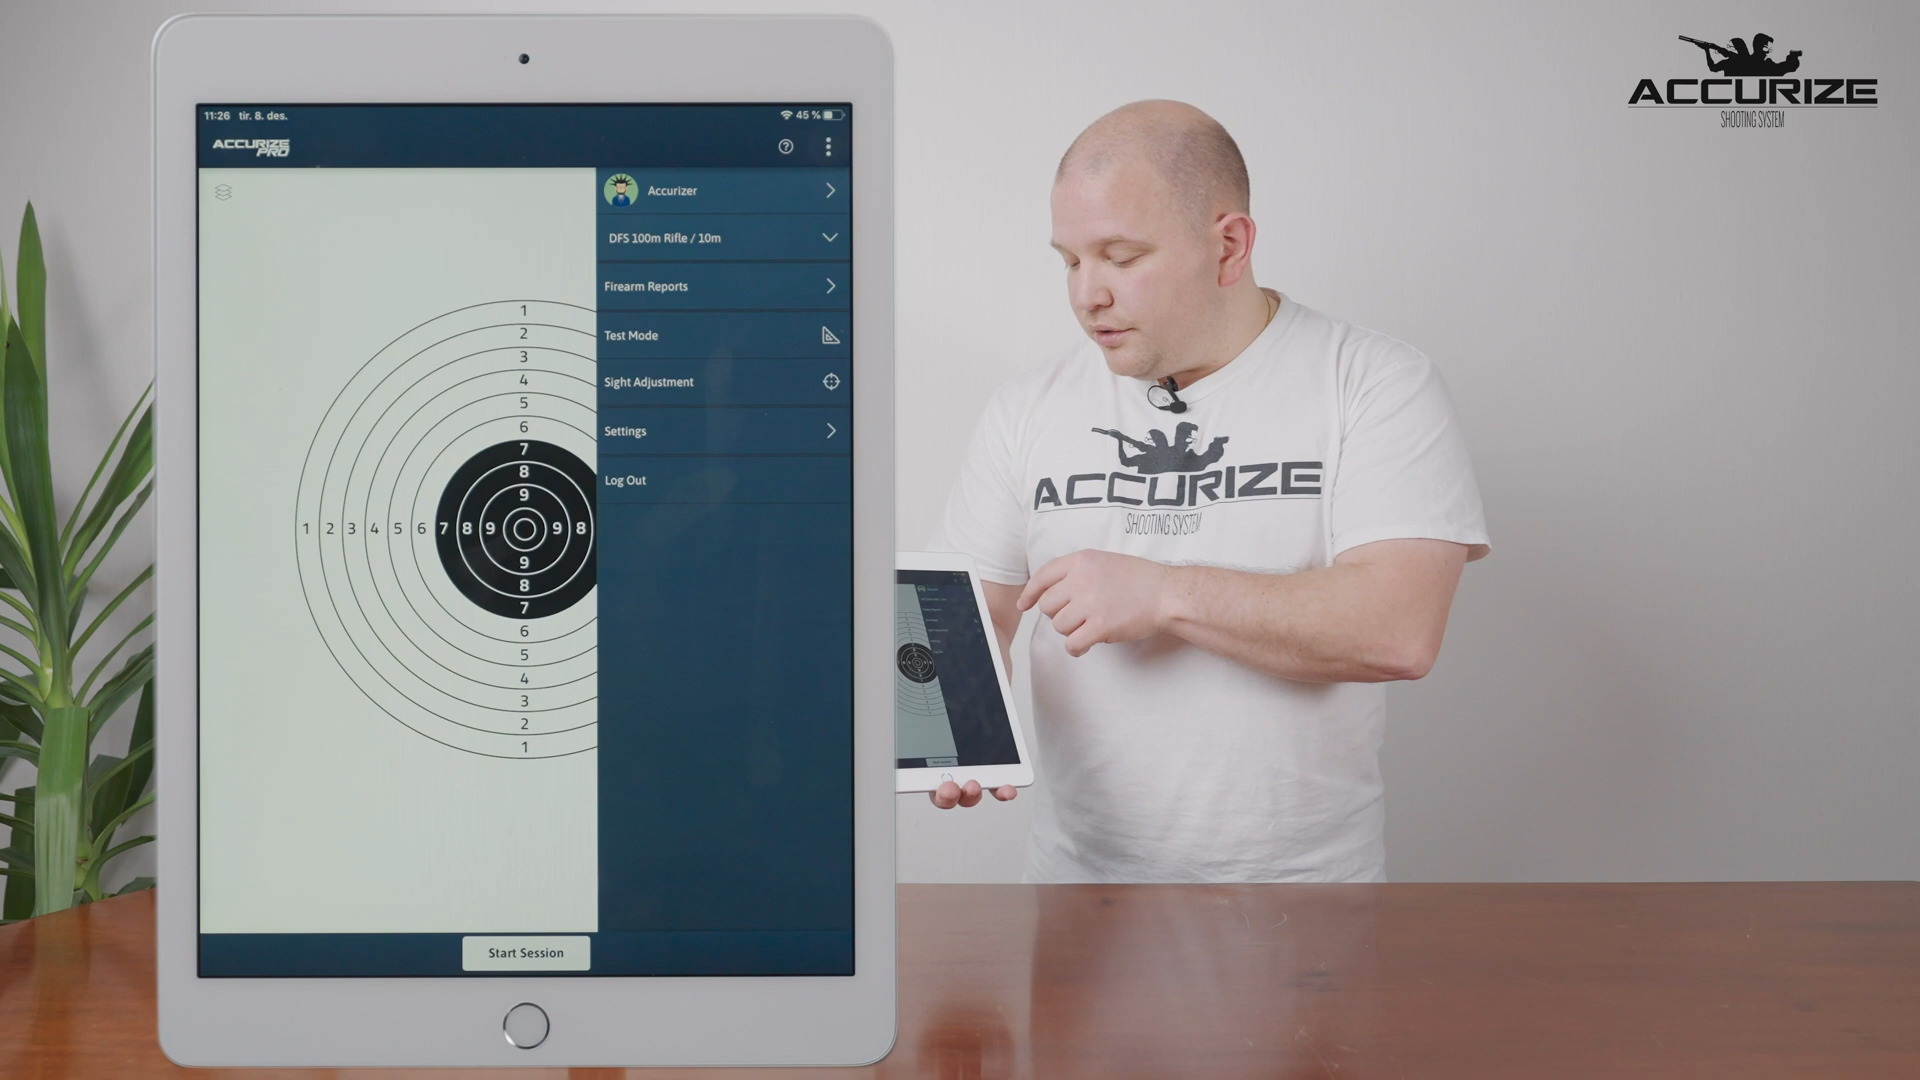 11:26 tir. 8. des.
45 %
ACCURIZE
PRO
Accurizer
DFS 100m Rifle / 10m
Firearm Reports
Test Mode
Sight Adjustment
Settings
Log Out
1
2
3
4
5
6
7
8
9
1 2 3 4 5 6 7 8 9 9 8
9
8
7
6
5
4
3
2
1
Start Session
ACCURIZE
SHOOTING SYSTEM
ACCURIZE
SHOOTING SYSTEM